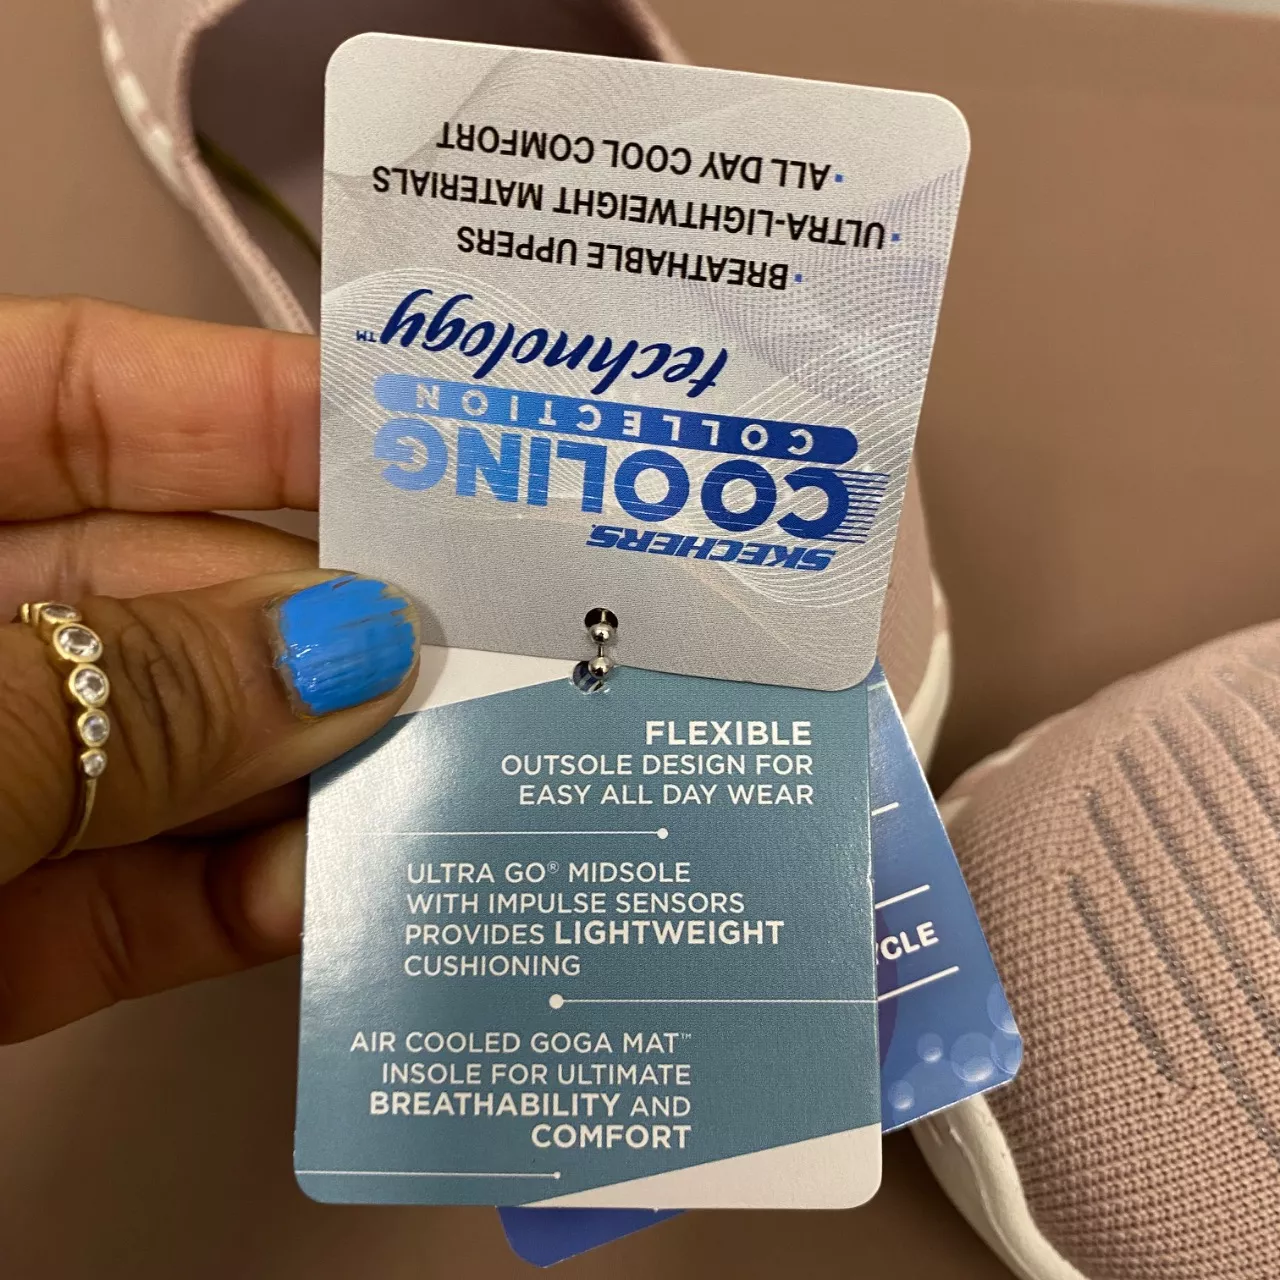 SKECHERS
COOLING
COLLECTION
technology™
· BREATHABLE UPPERS
· ULTRA-LIGHTWEIGHT MATERIALS
· ALL DAY COOL COMFORT
FLEXIBLE
OUTSOLE DESIGN FOR
EASY ALL DAY WEAR
ULTRA GO® MIDSOLE
WITH IMPULSE SENSORS
PROVIDES LIGHTWEIGHT
CUSHIONING
AIR COOLED GOGA MAT™
INSOLE FOR ULTIMATE
BREATHABILITY AND
COMFORT